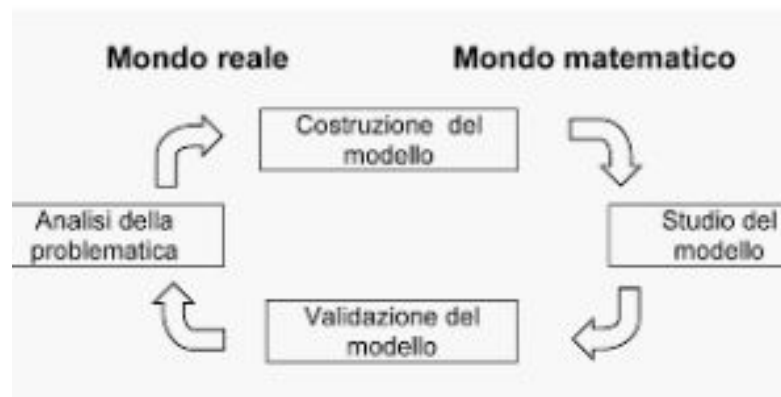 Mondo reale
Mondo matematico
Costruzione del
modello
Analisi della
problematica
Studio del
modello
Validazione del
modello